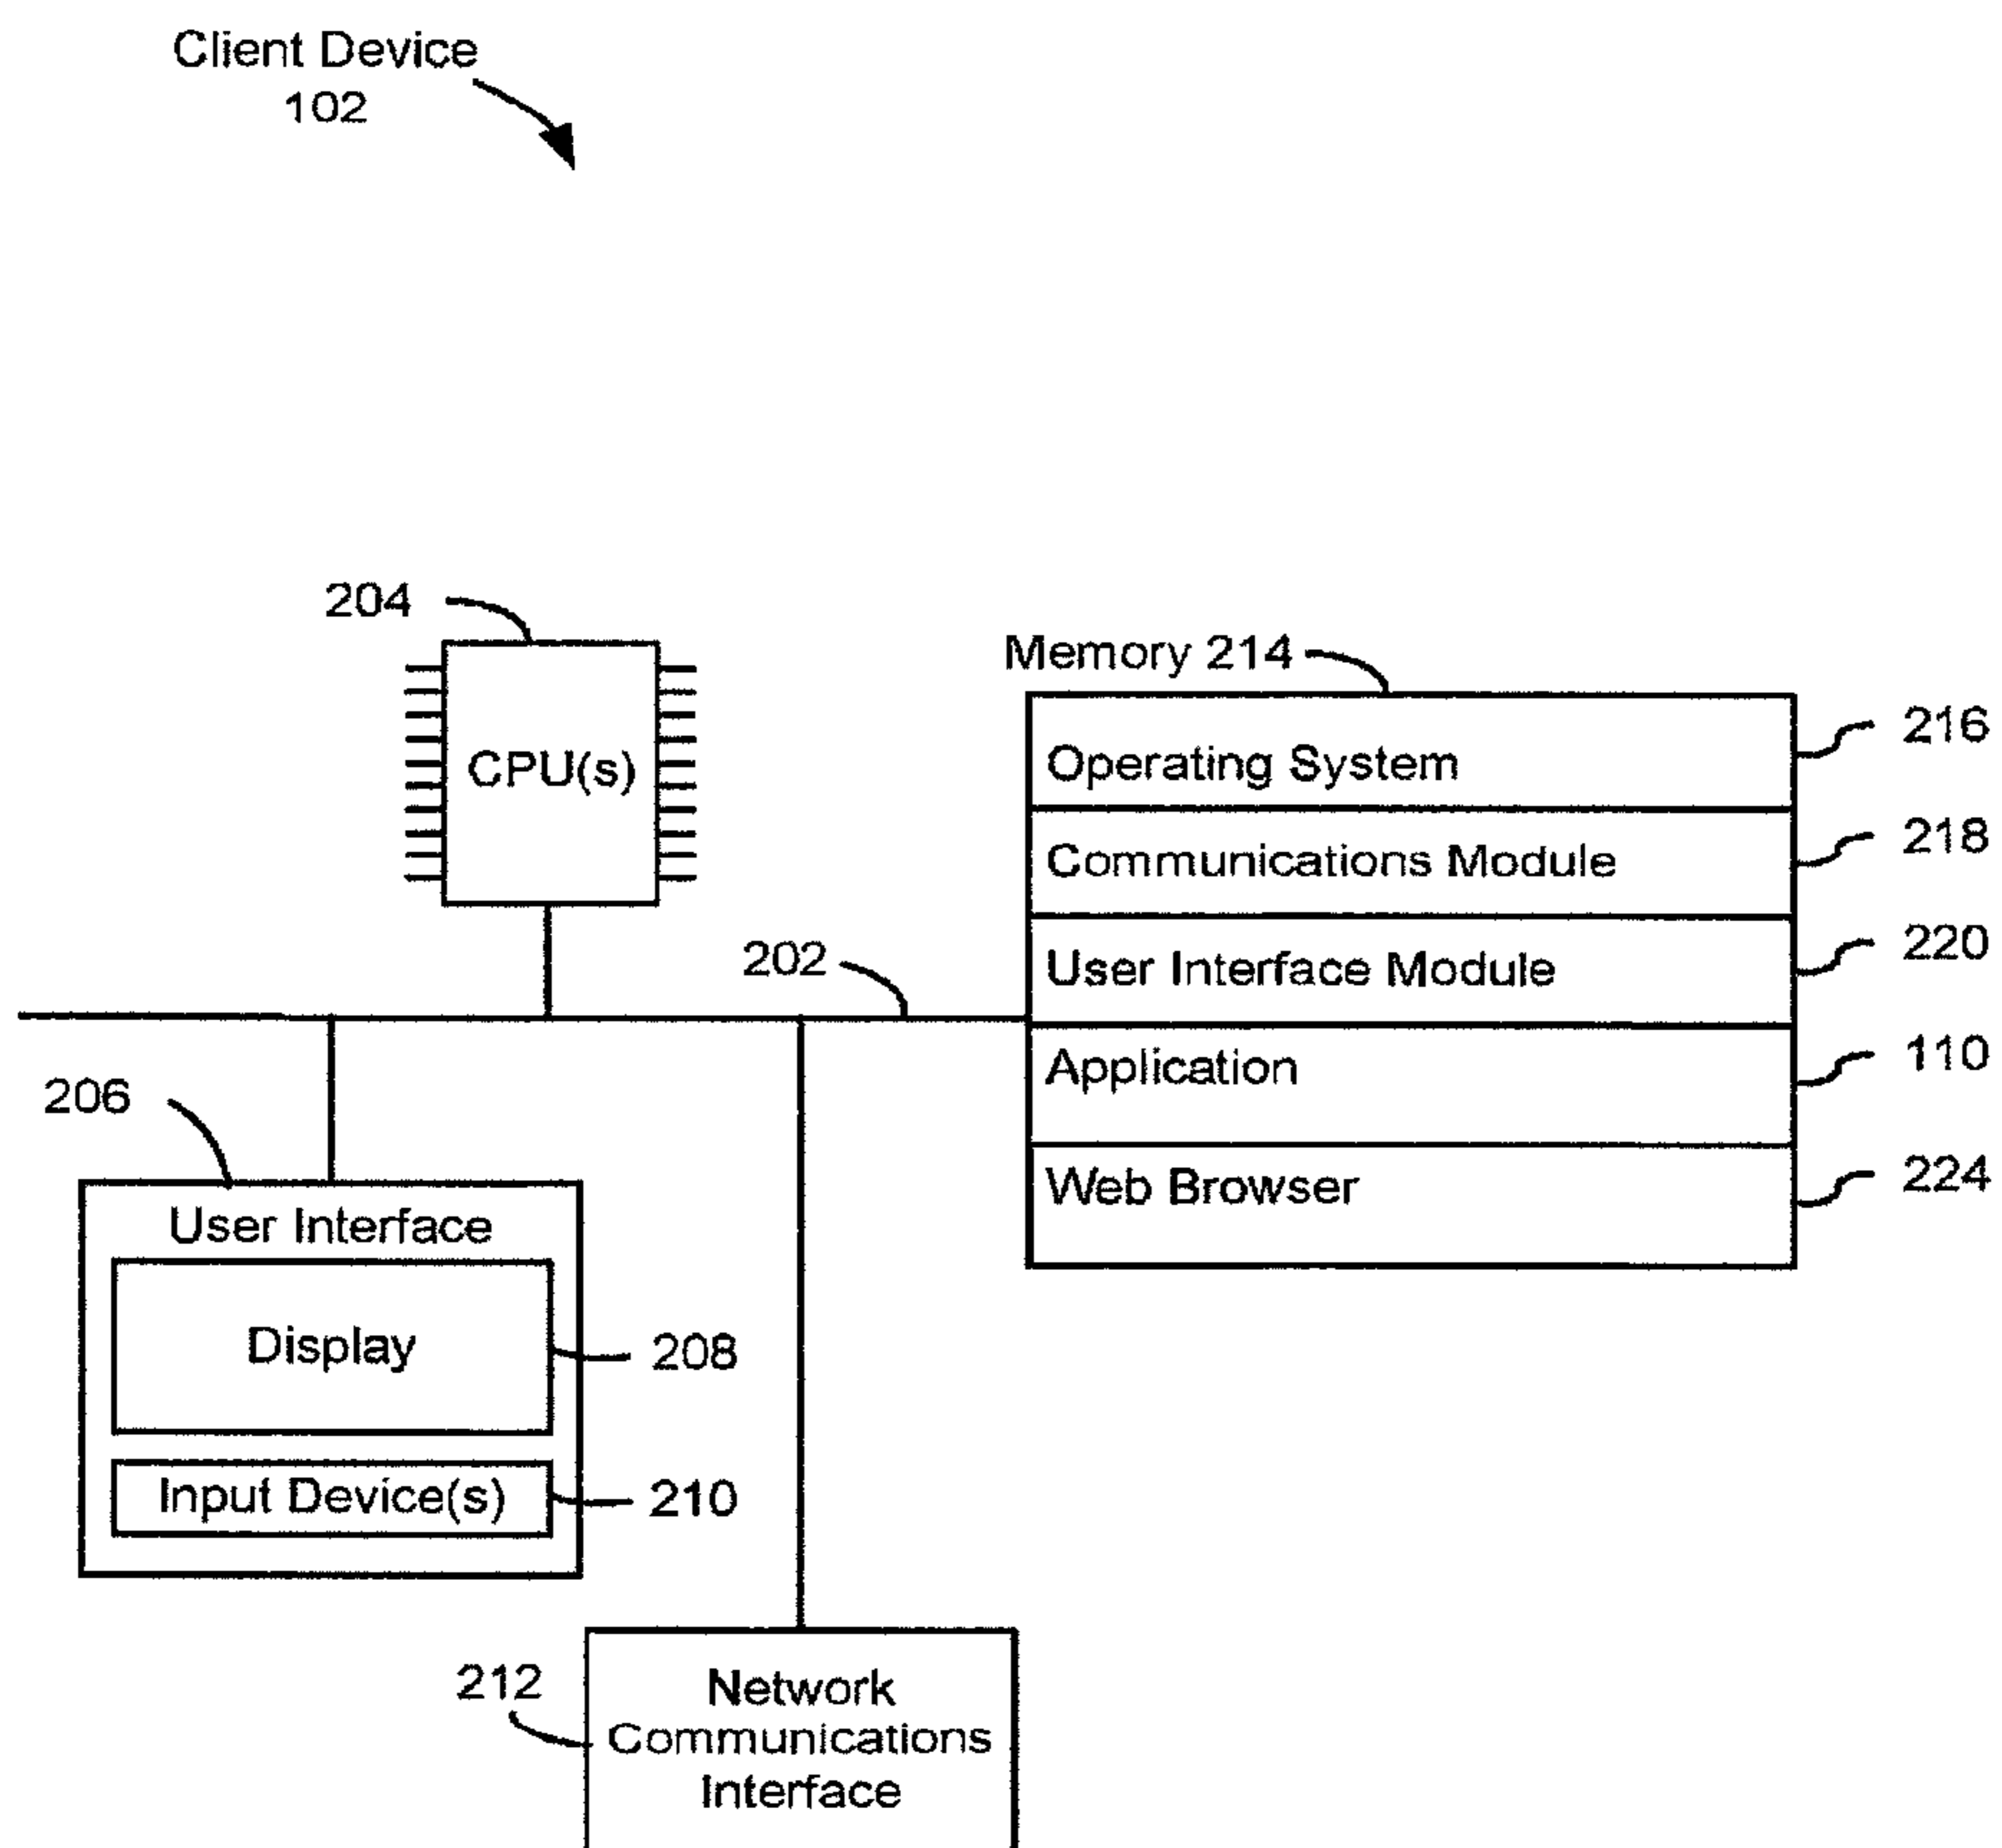 Client Device
102
204
CPU(s)
Memory 214
Operating System
216
Communications Module
218
User Interface Module
220
Application
110
Web Browser
224
202
206
User Interface
Display
208
Input Device(s)
210
212
Network
Communications
Interface